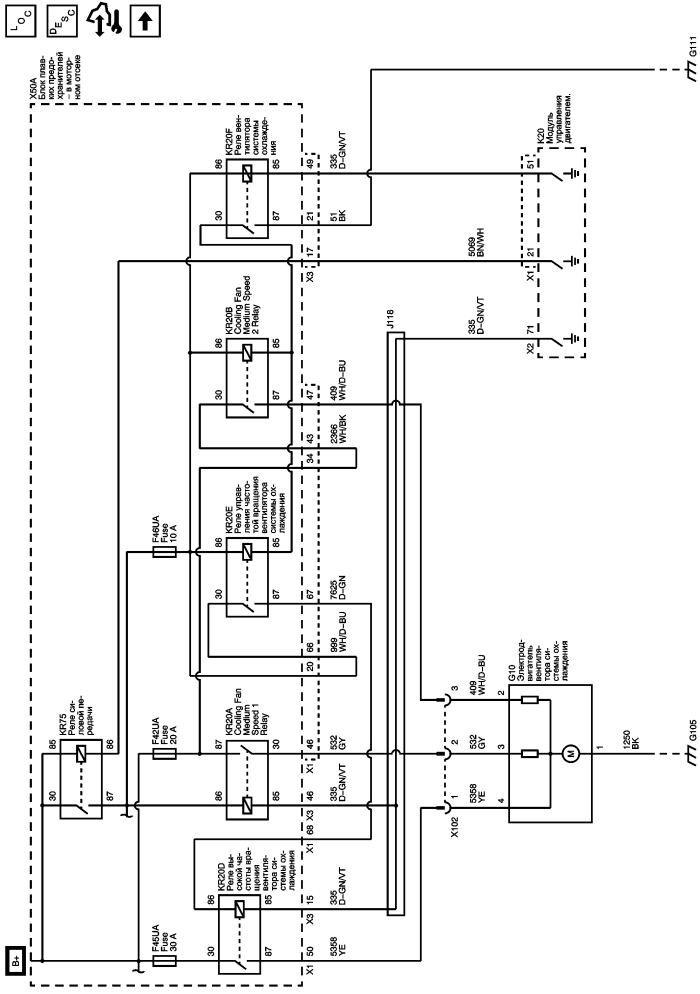 LOC
DESC
B+
X50A
Блок плав-
ких предо-
хранителей
– в мотор-
ном отсеке
KR75
Реле си-
ловой пе-
редачи
85
86
30
87
F46UA
Fuse
10 A
F42UA
Fuse
20 A
F45UA
Fuse
30 A
KR20F
Реле вен-
тилятора
системы
охлажде-
ния
86
85
30
87
KR20B
Cooling Fan
Medium Speed
2 Relay
86
85
30
87
KR20E
Реле управ-
ления часто-
той вращения
вентилятора
системы ох-
лаждения
86
85
30
87
KR20A
Cooling Fan
Medium
Speed 1
Relay
87
30
86
85
KR20D
Реле вы-
сокой час-
тоты вра-
щения
вентиля-
тора си-
стемы ох-
лаждения
86
85
30
87
49
335
D–GN/VT
21
51
BK
17
X3
47
409
WH/D–BU
43
2366
WH/BK
34
67
7625
D–GN
66
999
WH/D–BU
20
46
X1
532
GY
46
X3
335
D–GN/VT
68
X1
15
X3
335
D–GN/VT
50
X1
5358
YE
J118
5069
BN/WH
335
D–GN/VT
K20
Модуль
управления
двигателем.
51
21
X1
71
X2
G111
3
409
WH/D–BU
2
2
532
GY
3
1
5358
YE
4
X102
G10
Электрод-
вигатель
вентиля-
тора си-
стемы ох-
лаждения
M
1
1250
BK
G105